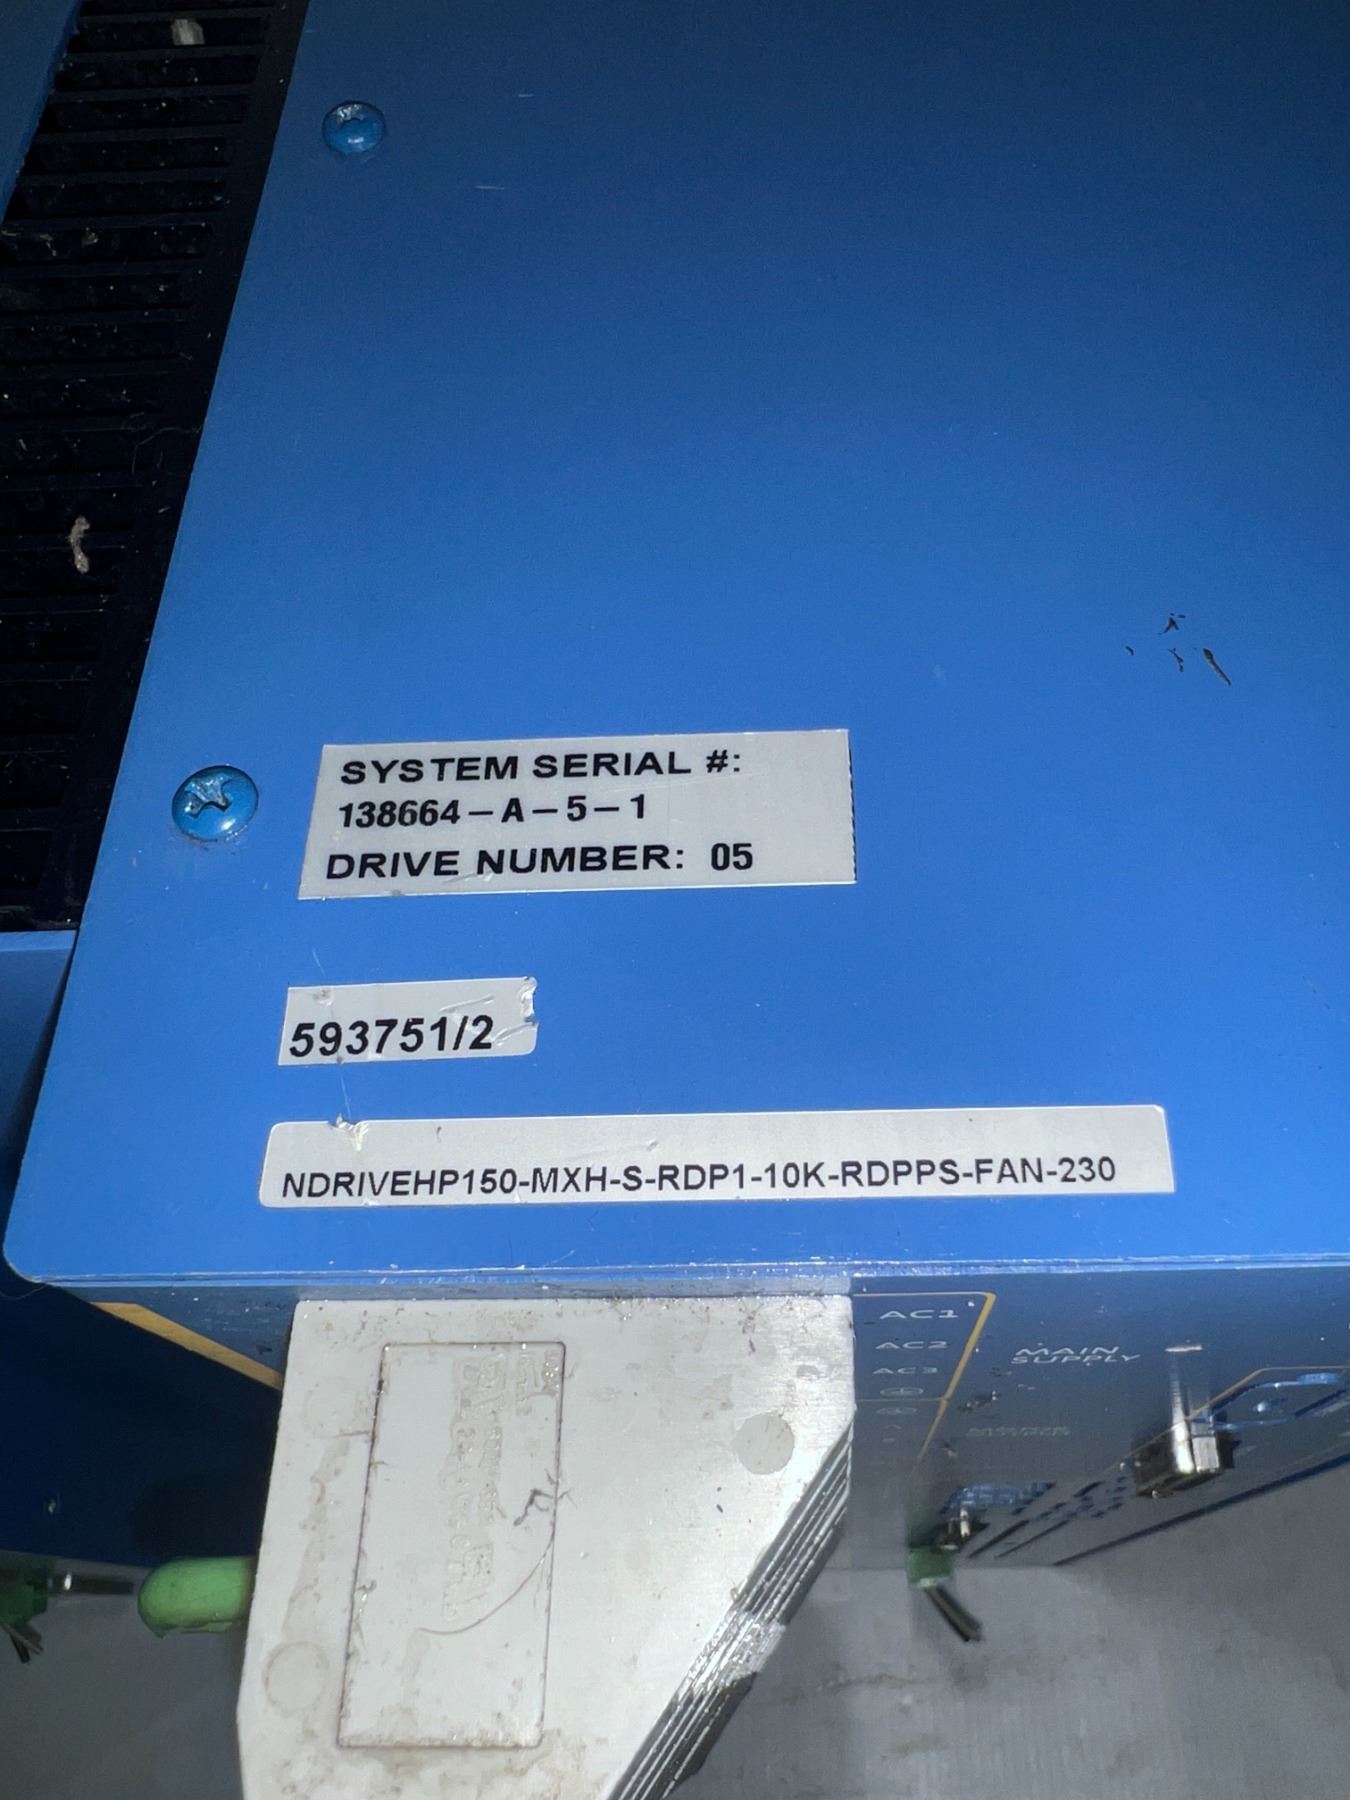 SYSTEM SERIAL #:
138664-A-5-1
DRIVE NUMBER: 05
593751/2
NDRIVEHP150-MXH-S-RDP1-10K-RDPPS-FAN-230
AC1
AC2
AC3
MAIN
SUPPLY